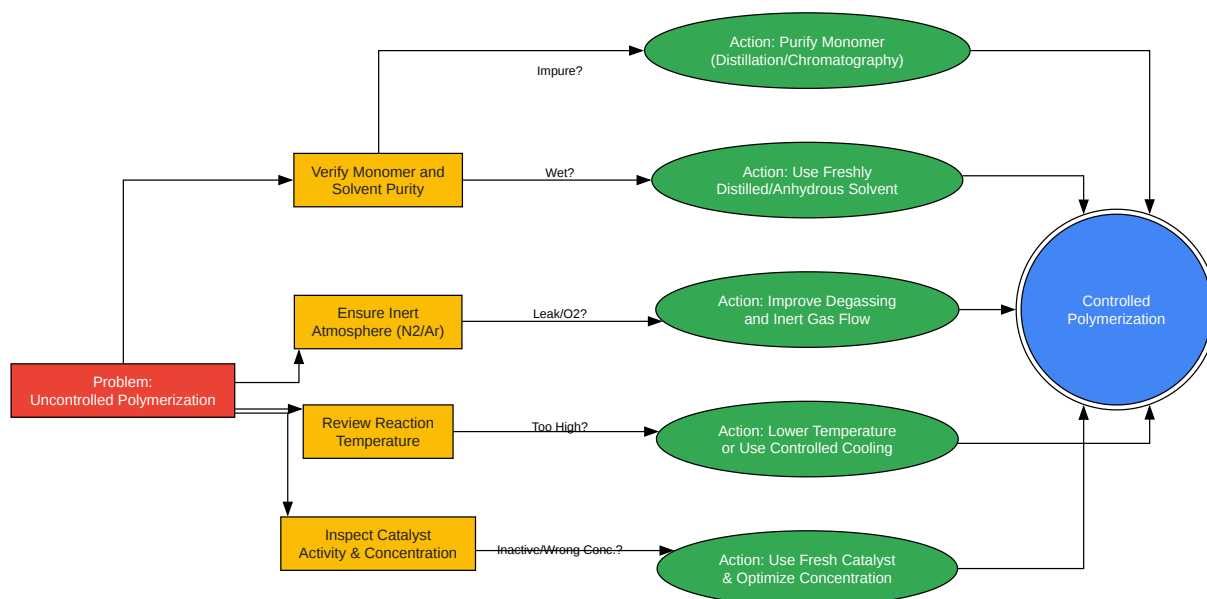 Action: Purify Monomer
(Distillation/Chromatography)
Impure?
Verify Monomer and
Solvent Purity
Wet?
Action: Use Freshly
Distilled/Anhydrous Solvent
Ensure Inert
Atmosphere (N2/Ar)
Leak/O2?
Action: Improve Degassing
and Inert Gas Flow
Controlled
Polymerization
Problem:
Uncontrolled Polymerization
Review Reaction
Temperature
Too High?
Action: Lower Temperature
or Use Controlled Cooling
Inspect Catalyst
Activity & Concentration
Inactive/Wrong Conc.?
Action: Use Fresh Catalyst
& Optimize Concentration